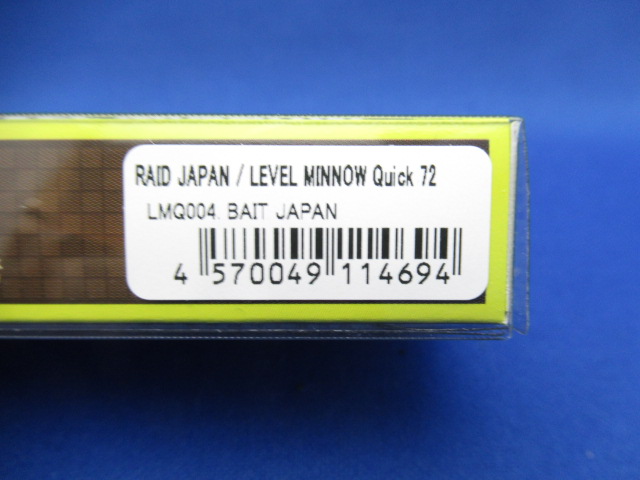 RAID JAPAN / LEVEL MINNOW Quick 72
LMQ004. BAIT JAPAN
4 570049 114694